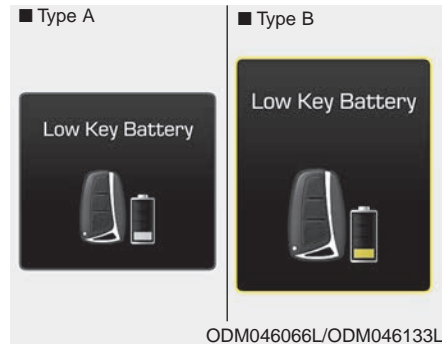 ■ Type A
Low Key Battery
■ Type B
Low Key Battery
ODM046066L/ODM046133L